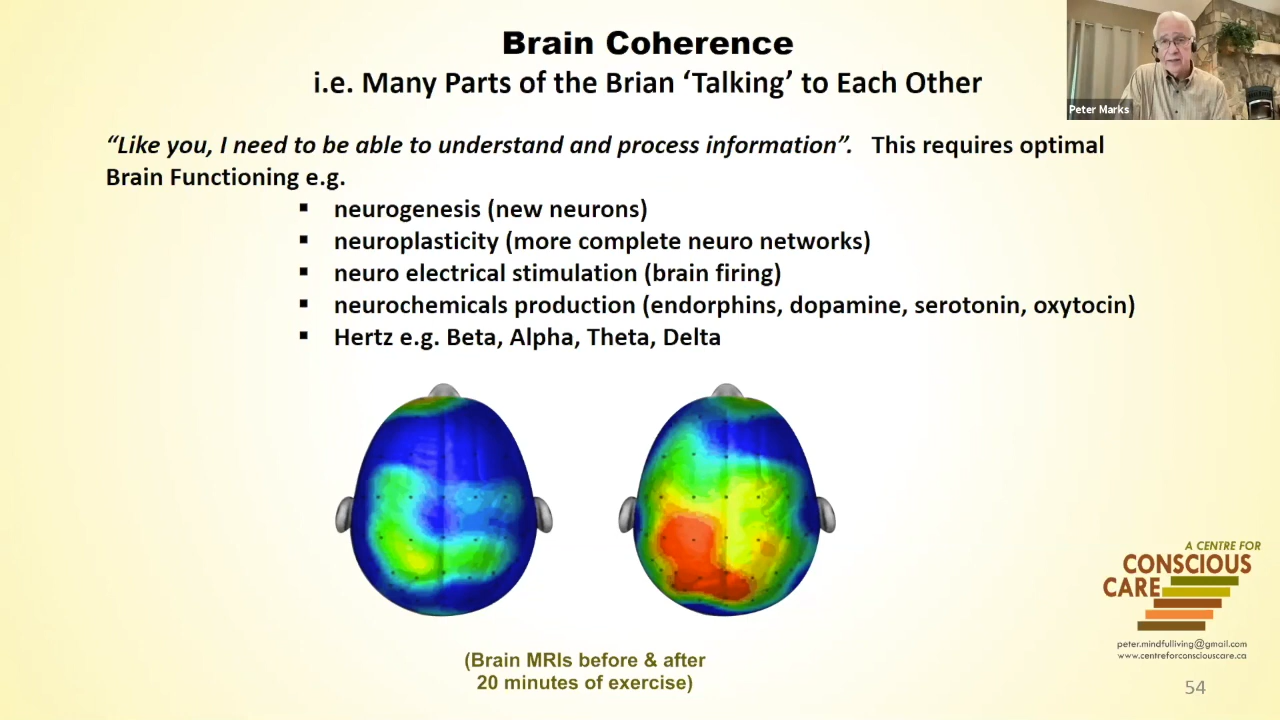 Brain Coherence
i.e. Many Parts of the Brian ‘Talking’ to Each Other
Peter Marks
“Like you, I need to be able to understand and process information”. This requires optimal
Brain Functioning e.g.
▪ neurogenesis (new neurons)
▪ neuroplasticity (more complete neuro networks)
▪ neuro electrical stimulation (brain firing)
▪ neurochemicals production (endorphins, dopamine, serotonin, oxytocin)
▪ Hertz e.g. Beta, Alpha, Theta, Delta
(Brain MRIs before & after
20 minutes of exercise)
A CENTRE FOR
CONSCIOUS
CARE
peter.mindfulliving@gmail.com
www.centreforconsciouscare.ca
54